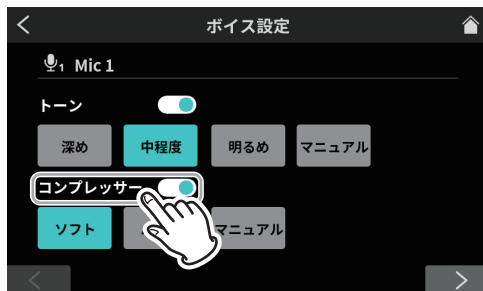 ボイス設定
1 Mic 1
トーン
深め 中程度 明るめ マニュアル
コンプレッサー
ソフト マニュアル